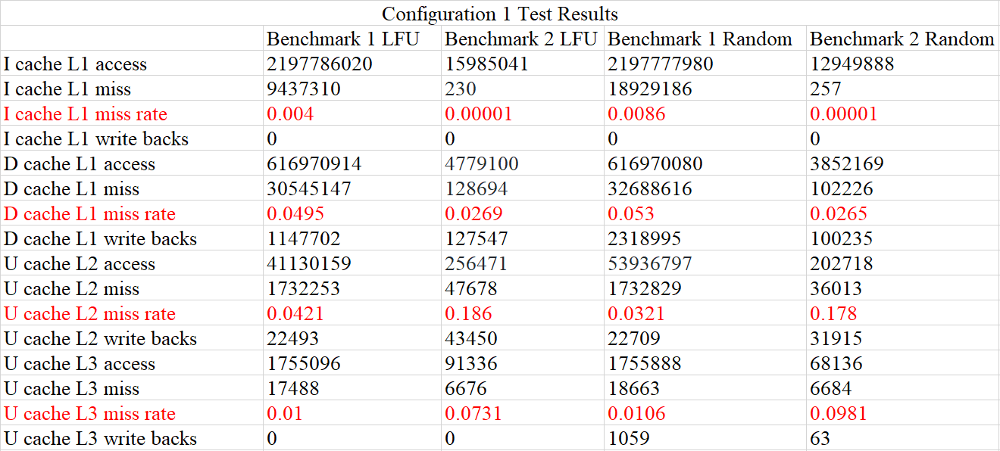 Configuration 1 Test Results
Benchmark 1 LFU Benchmark 2 LFU Benchmark 1 Random Benchmark 2 Random
I cache L1 access 2197786020 15985041 2197777980 12949888
I cache L1 miss 9437310 230 18929186 257
I cache L1 miss rate 0.004 0.00001 0.0086 0.00001
I cache L1 write backs 0 0 0 0
D cache L1 access 616970914 4779100 616970080 3852169
D cache L1 miss 30545147 128694 32688616 102226
D cache L1 miss rate 0.0495 0.0269 0.053 0.0265
D cache L1 write backs 1147702 127547 2318995 100235
U cache L2 access 41130159 256471 53936797 202718
U cache L2 miss 1732253 47678 1732829 36013
U cache L2 miss rate 0.0421 0.186 0.0321 0.178
U cache L2 write backs 22493 43450 22709 31915
U cache L3 access 1755096 91336 1755888 68136
U cache L3 miss 17488 6676 18663 6684
U cache L3 miss rate 0.01 0.0731 0.0106 0.0981
U cache L3 write backs 0 0 1059 63